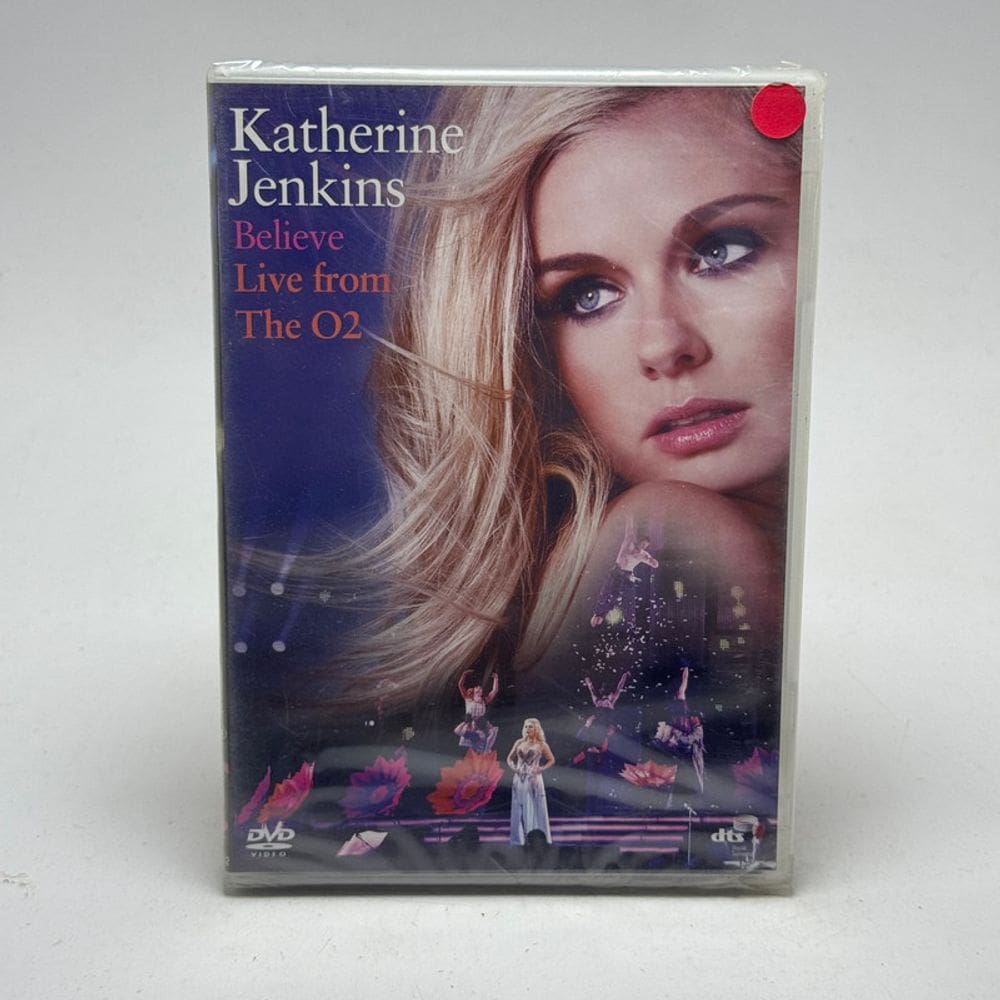 Katherine
Jenkins
Believe
Live from
The O2
DVD
VIDEO
dts